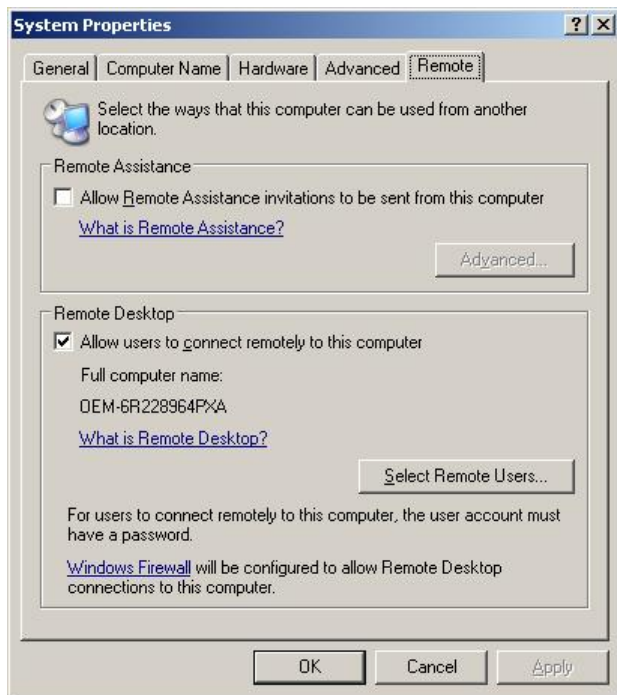 System Properties
General Computer Name Hardware Advanced Remote
Select the ways that this computer can be used from another
location.
Remote Assistance
Allow Remote Assistance invitations to be sent from this computer
What is Remote Assistance?
Advanced...
Remote Desktop
Allow users to connect remotely to this computer
Full computer name:
OEM-6R228964PXA
What is Remote Desktop?
Select Remote Users...
For users to connect remotely to this computer, the user account must
have a password.
Windows Firewall will be configured to allow Remote Desktop
connections to this computer.
OK Cancel Apply